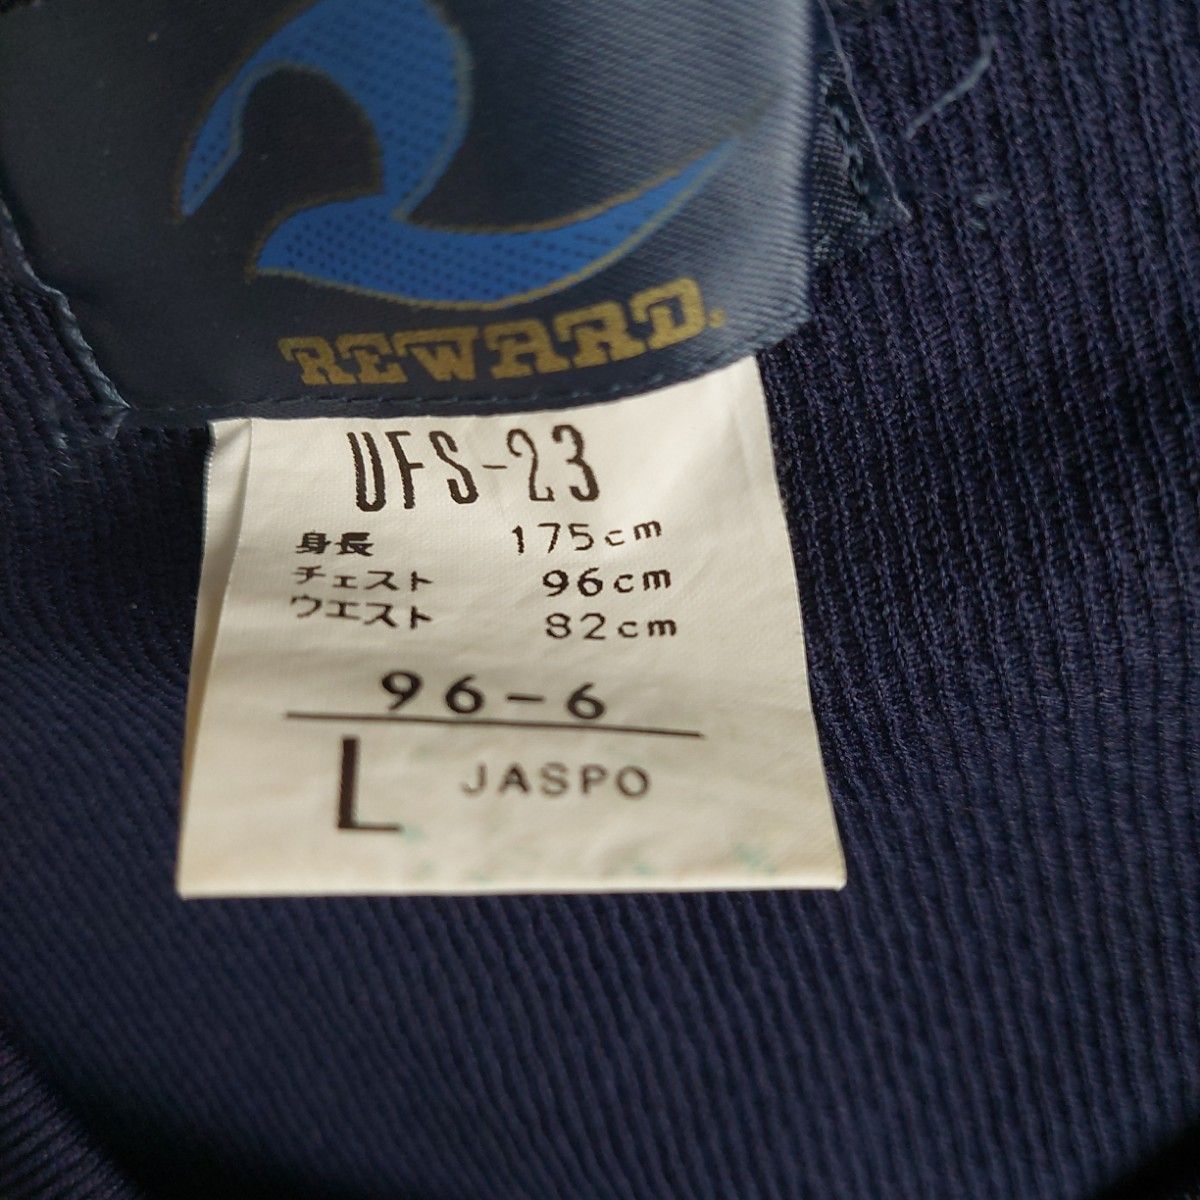 REWARD.
UFS-23
身長 175cm
チェスト 96cm
ウエスト 82cm
96-6
L JASPO